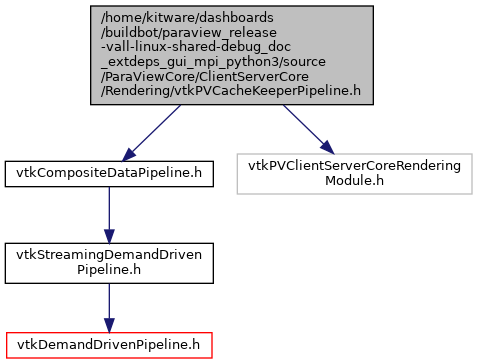 /home/kitware/dashboards
/buildbot/paraview_release
-vall-linux-shared-debug_doc
_extdeps_gui_mpi_python3/source
/ParaViewCore/ClientServerCore
/Rendering/vtkPVCacheKeeperPipeline.h
vtkCompositeDataPipeline.h
vtkPVClientServerCoreRendering
Module.h
vtkStreamingDemandDriven
Pipeline.h
vtkDemandDrivenPipeline.h